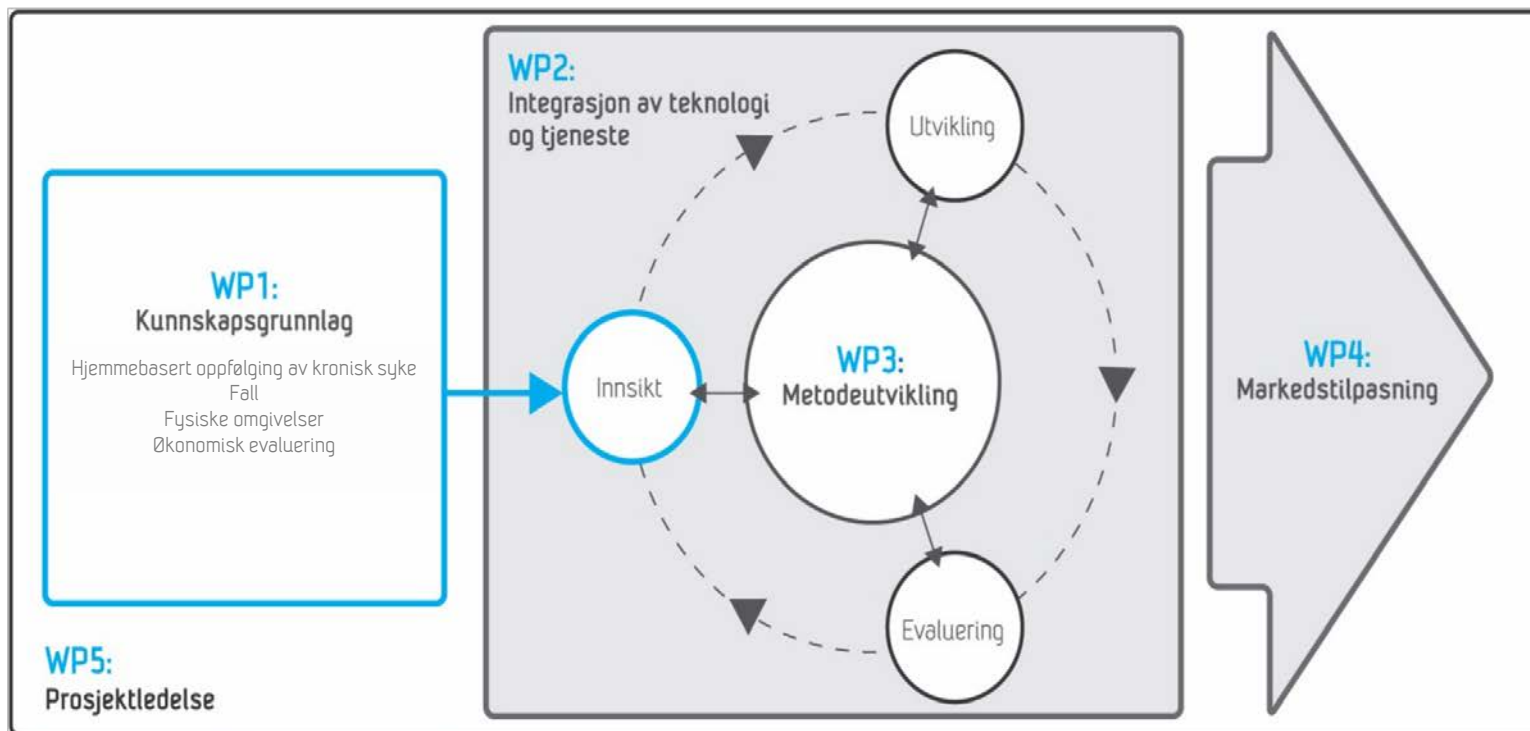 WP1:
Kunnskapsgrunnlag
Hjemmebasert oppfølging av kronisk syke
Fall
Fysiske omgivelser
Økonomisk evaluering
WP5:
Prosjektledelse
WP2:
Integrasjon av teknologi
og tjeneste
Utvikling
Innsikt
WP3:
Metodeutvikling
Evaluering
WP4:
Markedstilpasning